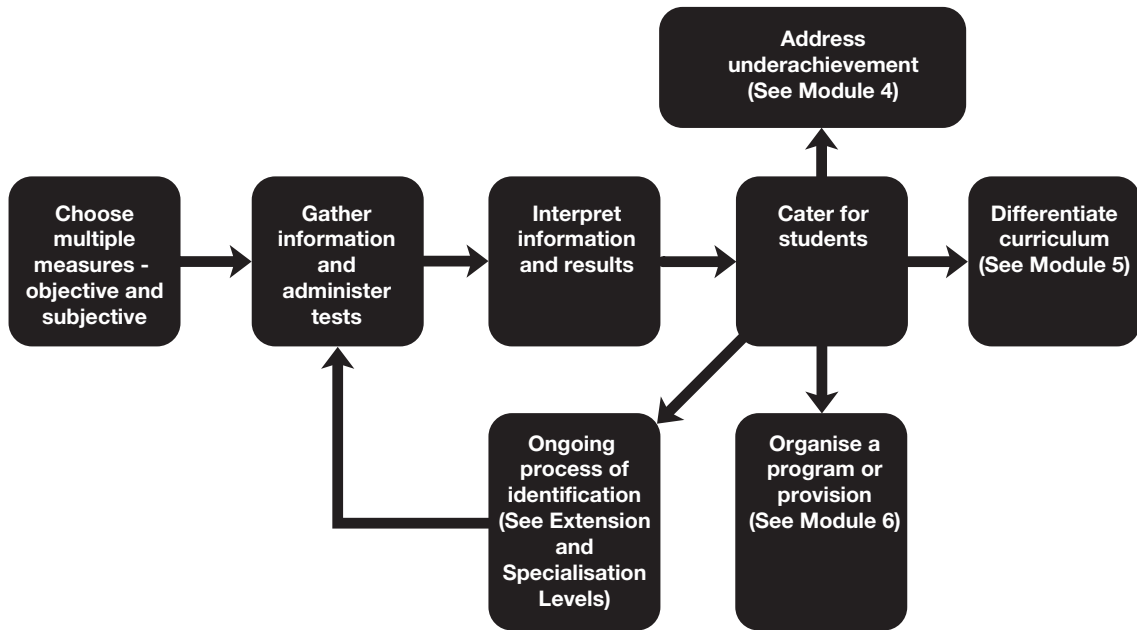 Address
underachievement
(See Module 4)
Choose
multiple
measures -
objective and
subjective
Gather
information
and
administer
tests
Interpret
information
and results
Cater for
students
Differentiate
curriculum
(See Module 5)
Ongoing
process of
identification
(See Extension
and
Specialisation
Levels)
Organise a
program or
provision
(See Module 6)